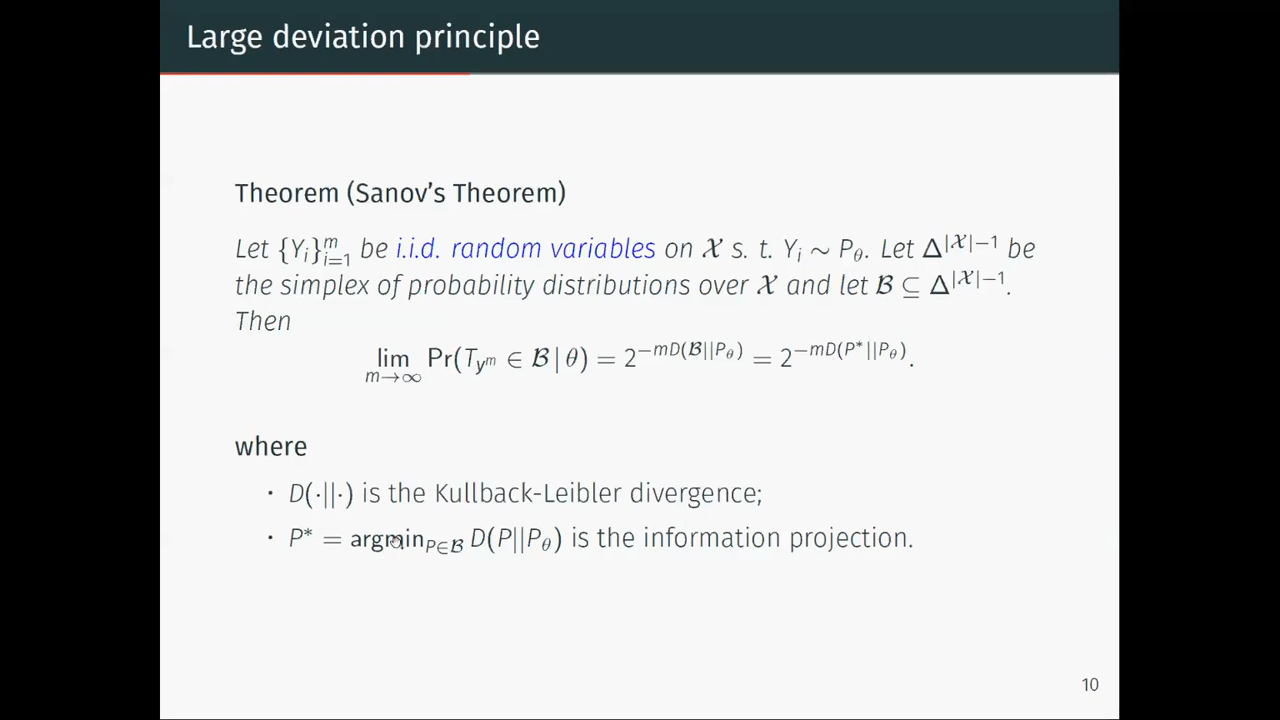 Large deviation principle
Theorem (Sanov's Theorem)
Let {Y_i}_{i=1}^m be i.i.d. random variables on 𝒳 s. t. Y_i ∼ P_θ. Let Δ^{|𝒳|−1} be
the simplex of probability distributions over 𝒳 and let ℬ ⊆ Δ^{|𝒳|−1}.
Then
lim_{m→∞} Pr(T_{y^m} ∈ ℬ | θ) = 2^{−mD(ℬ||P_θ)} = 2^{−mD(P*||P_θ)}.
where
· D(·||·) is the Kullback-Leibler divergence;
· P* = argmin_{P∈ℬ} D(P||P_θ) is the information projection.
10